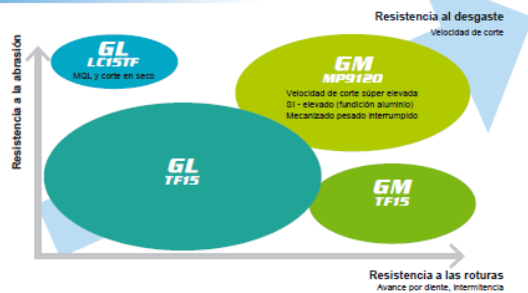 Resistencia al desgaste
Velocidad de corte
Resistencia a la abrasión
GL
LC15TF
MQL y corte en seco
GM
MP9120
Velocidad de corte súper elevada
Si - elevado (fundición aluminio)
Mecanizado pesado interrumpido
GL
TF15
GM
TF15
Resistencia a las roturas
Avance por diente, intermitencia